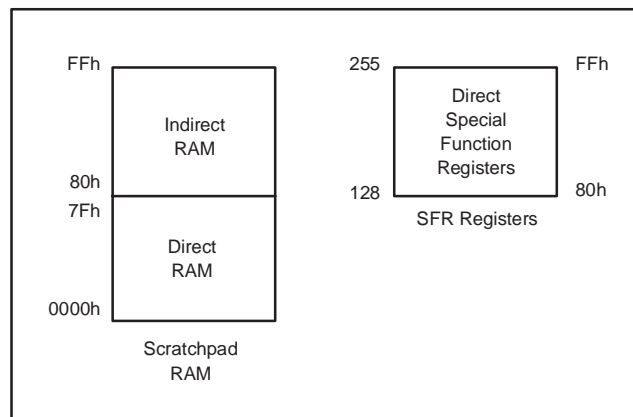 FFh
Indirect
RAM
80h
7Fh
Direct
RAM
0000h
Scratchpad
RAM
255
FFh
Direct
Special
Function
Registers
128
80h
SFR Registers